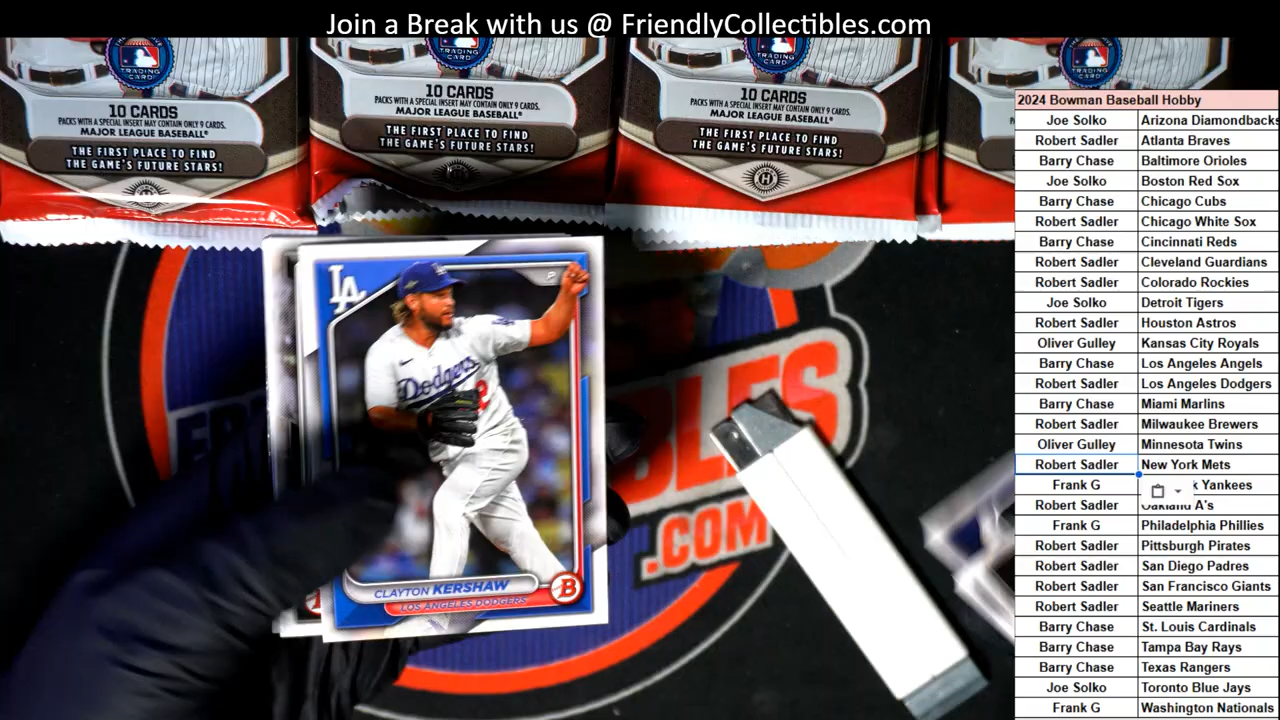 Join a Break with us @ FriendlyCollectibles.com
TRADING CARD
10 CARDS
PACKS WITH A SPECIAL INSERT MAY CONTAIN ONLY 9 CARDS.
MAJOR LEAGUE BASEBALL®
THE FIRST PLACE TO FIND
THE GAME'S FUTURE STARS!
TRADING CARD
10 CARDS
PACKS WITH A SPECIAL INSERT MAY CONTAIN ONLY 9 CARDS.
MAJOR LEAGUE BASEBALL®
THE FIRST PLACE TO FIND
THE GAME'S FUTURE STARS!
TRADING CARD
10 CARDS
PACKS WITH A SPECIAL INSERT MAY CONTAIN ONLY 9 CARDS.
MAJOR LEAGUE BASEBALL®
THE FIRST PLACE TO FIND
THE GAME'S FUTURE STARS!
TRADING CARD
LA
P
Dodgers
CLAYTON KERSHAW
LOS ANGELES DODGERS
B
BLES
.COM
2024 Bowman Baseball Hobby
Joe Solko Arizona Diamondbacks
Robert Sadler Atlanta Braves
Barry Chase Baltimore Orioles
Joe Solko Boston Red Sox
Barry Chase Chicago Cubs
Robert Sadler Chicago White Sox
Barry Chase Cincinnati Reds
Robert Sadler Cleveland Guardians
Robert Sadler Colorado Rockies
Joe Solko Detroit Tigers
Robert Sadler Houston Astros
Oliver Gulley Kansas City Royals
Barry Chase Los Angeles Angels
Robert Sadler Los Angeles Dodgers
Barry Chase Miami Marlins
Robert Sadler Milwaukee Brewers
Oliver Gulley Minnesota Twins
Robert Sadler New York Mets
Frank G k Yankees
Robert Sadler Oakland A's
Frank G Philadelphia Phillies
Robert Sadler Pittsburgh Pirates
Robert Sadler San Diego Padres
Robert Sadler San Francisco Giants
Robert Sadler Seattle Mariners
Barry Chase St. Louis Cardinals
Barry Chase Tampa Bay Rays
Barry Chase Texas Rangers
Joe Solko Toronto Blue Jays
Frank G Washington Nationals